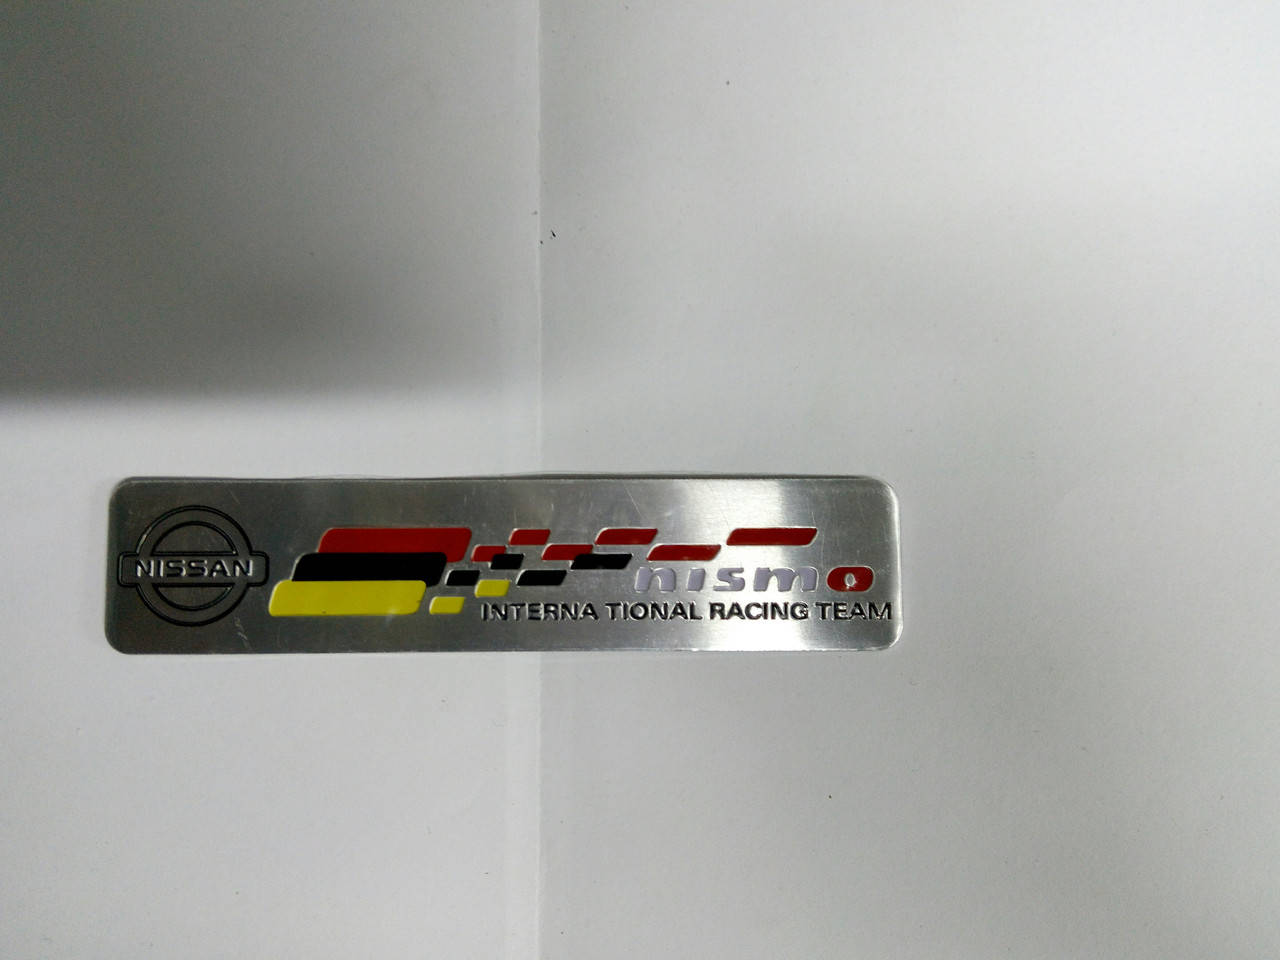 NISSAN
nismo
INTERNA TIONAL RACING TEAM